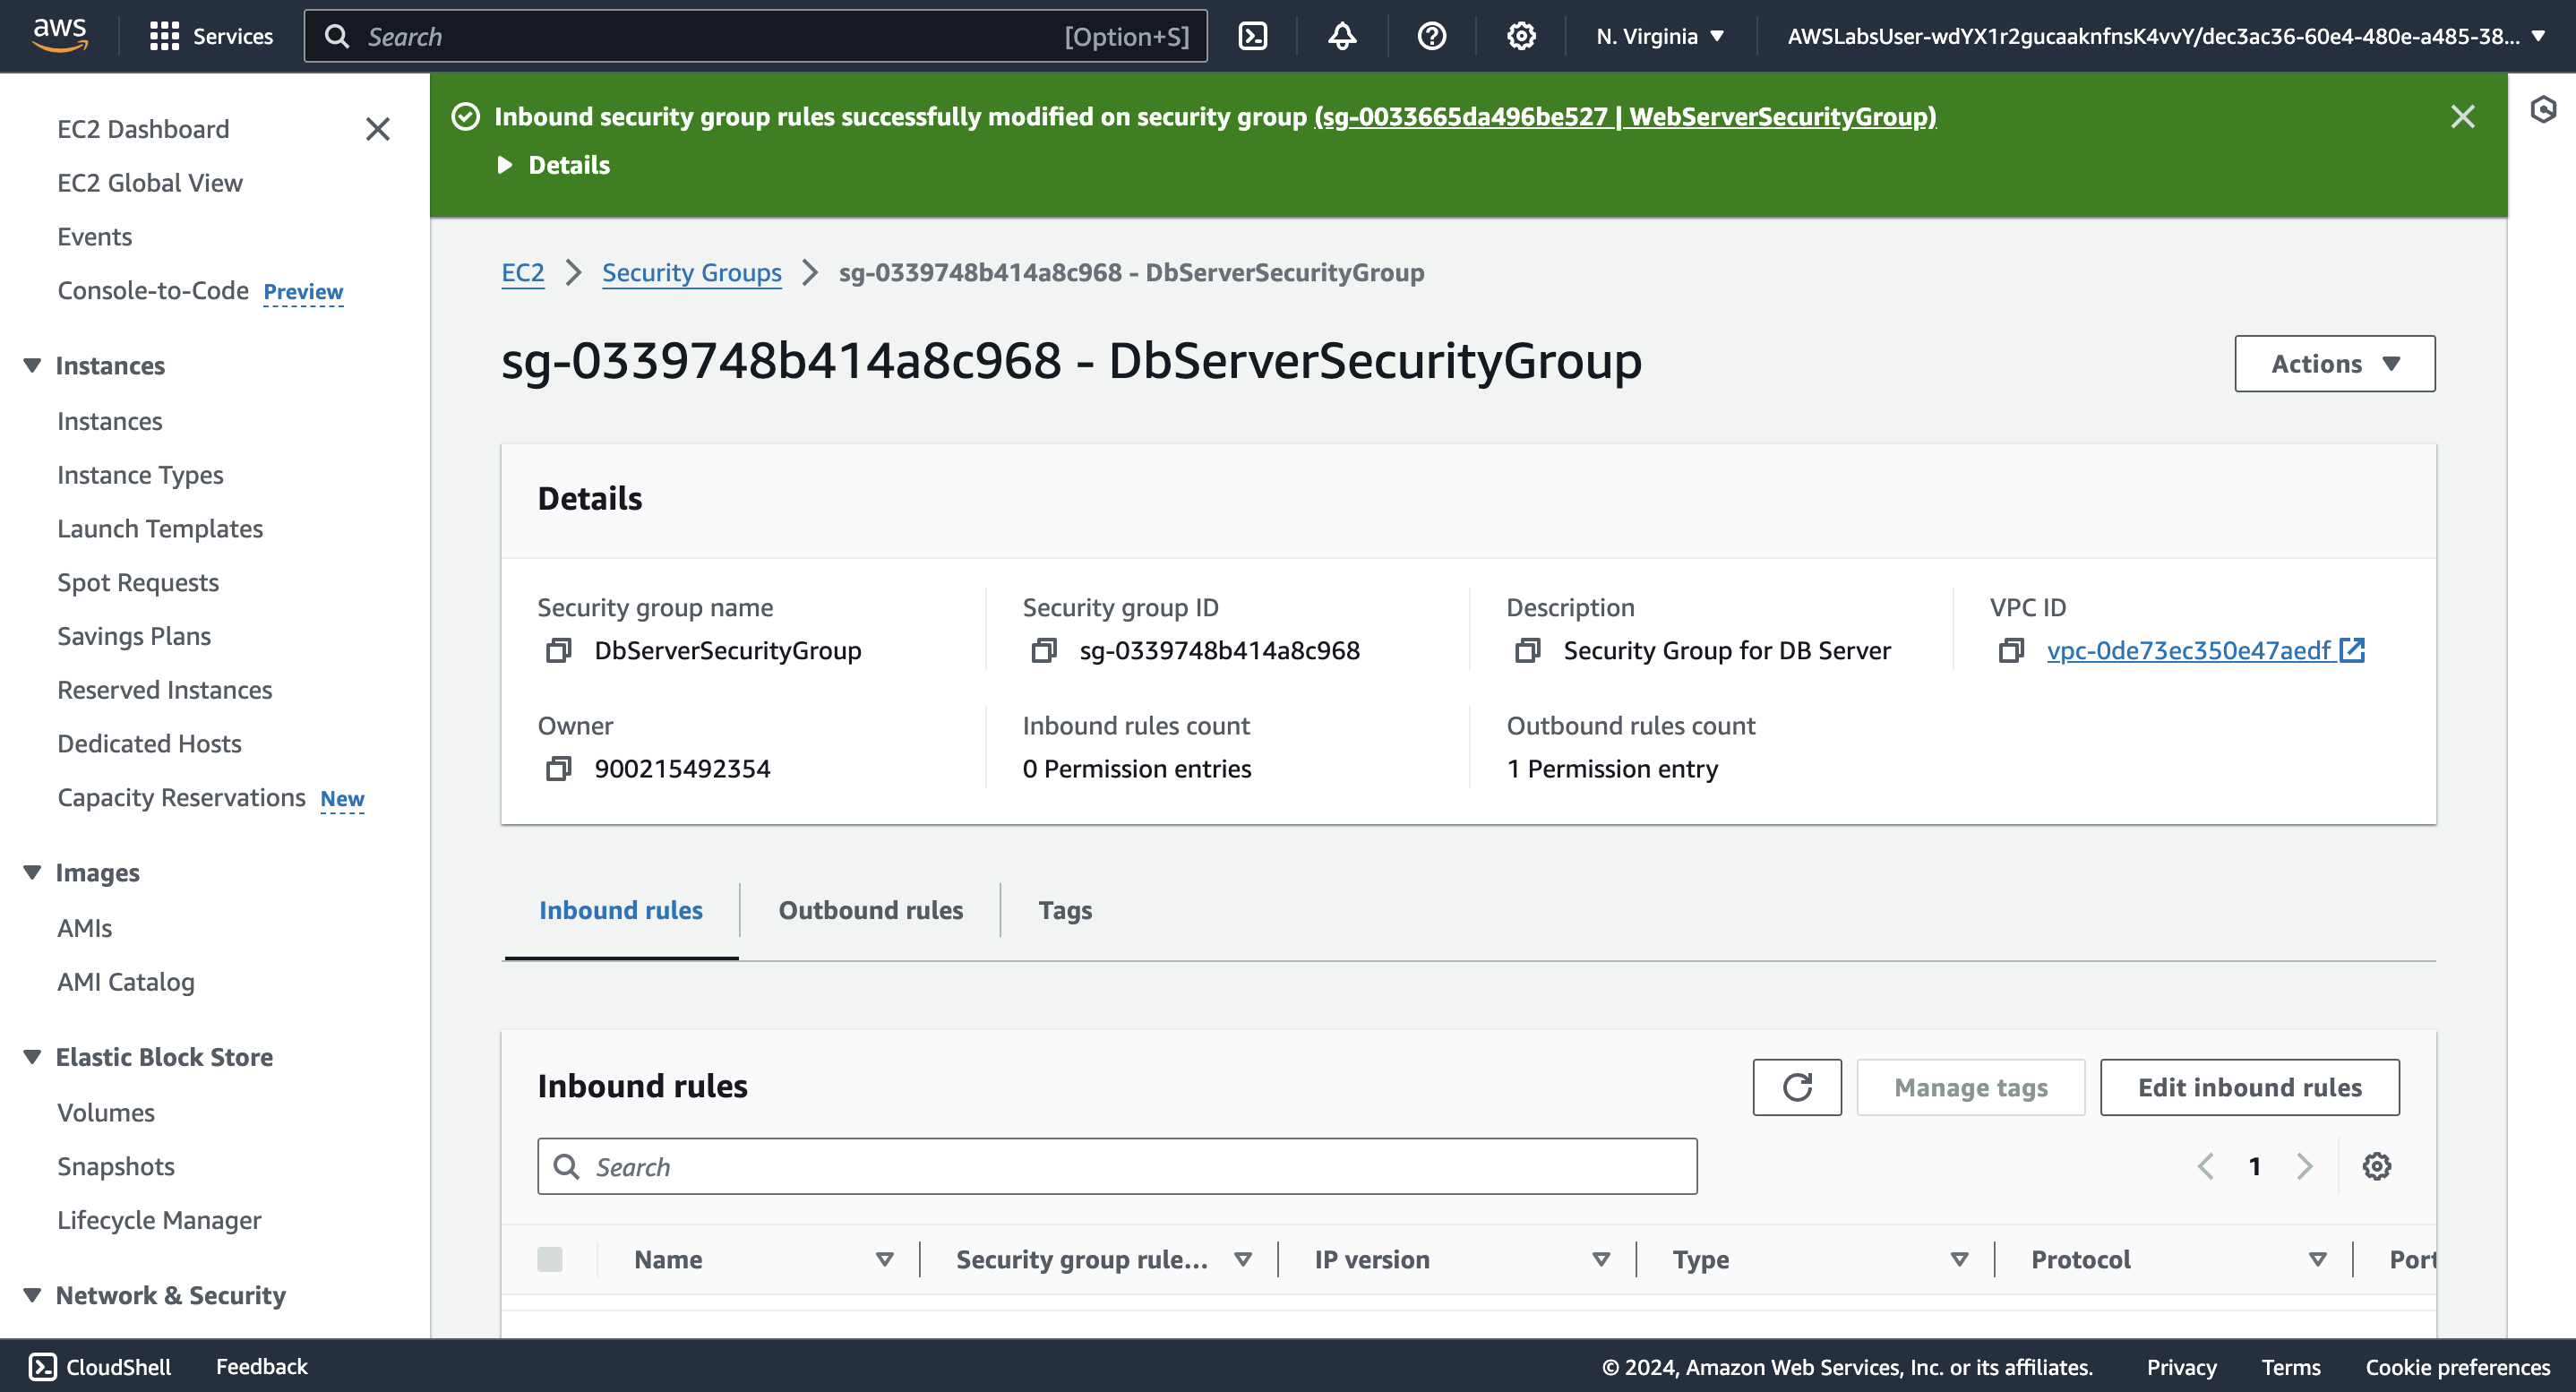 aws
Services
Search
[Option+S]
N. Virginia
AWSLabsUser-wdYX1r2gucaaknfnsK4vvY/dec3ac36-60e4-480e-a485-38...
EC2 Dashboard
EC2 Global View
Events
Console-to-Code Preview
Instances
Instances
Instance Types
Launch Templates
Spot Requests
Savings Plans
Reserved Instances
Dedicated Hosts
Capacity Reservations New
Images
AMIs
AMI Catalog
Elastic Block Store
Volumes
Snapshots
Lifecycle Manager
Network & Security
Inbound security group rules successfully modified on security group (sg-0033665da496be527 | WebServerSecurityGroup)
Details
EC2 > Security Groups > sg-0339748b414a8c968 - DbServerSecurityGroup
sg-0339748b414a8c968 - DbServerSecurityGroup
Actions
Details
Security group name
DbServerSecurityGroup
Security group ID
sg-0339748b414a8c968
Description
Security Group for DB Server
VPC ID
vpc-0de73ec350e47aedf
Owner
900215492354
Inbound rules count
0 Permission entries
Outbound rules count
1 Permission entry
Inbound rules
Outbound rules
Tags
Inbound rules
Manage tags
Edit inbound rules
Search
1
Name
Security group rule...
IP version
Type
Protocol
Port
CloudShell
Feedback
© 2024, Amazon Web Services, Inc. or its affiliates.
Privacy
Terms
Cookie preferences